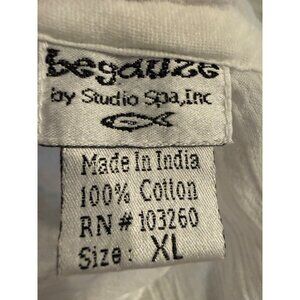 begauze
by Studio Spa,Inc
Made In India
100% Cotton
RN# 103260
Size: XL